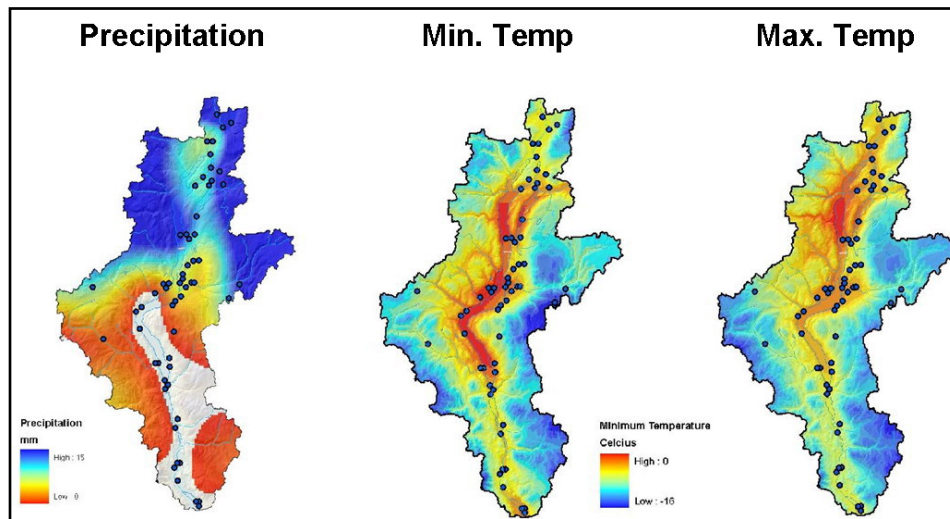 Precipitation
Min. Temp
Max. Temp
Precipitation
mm
High : 15
Low : 0
Minimum Temperature
Celcius
High : 0
Low : -16